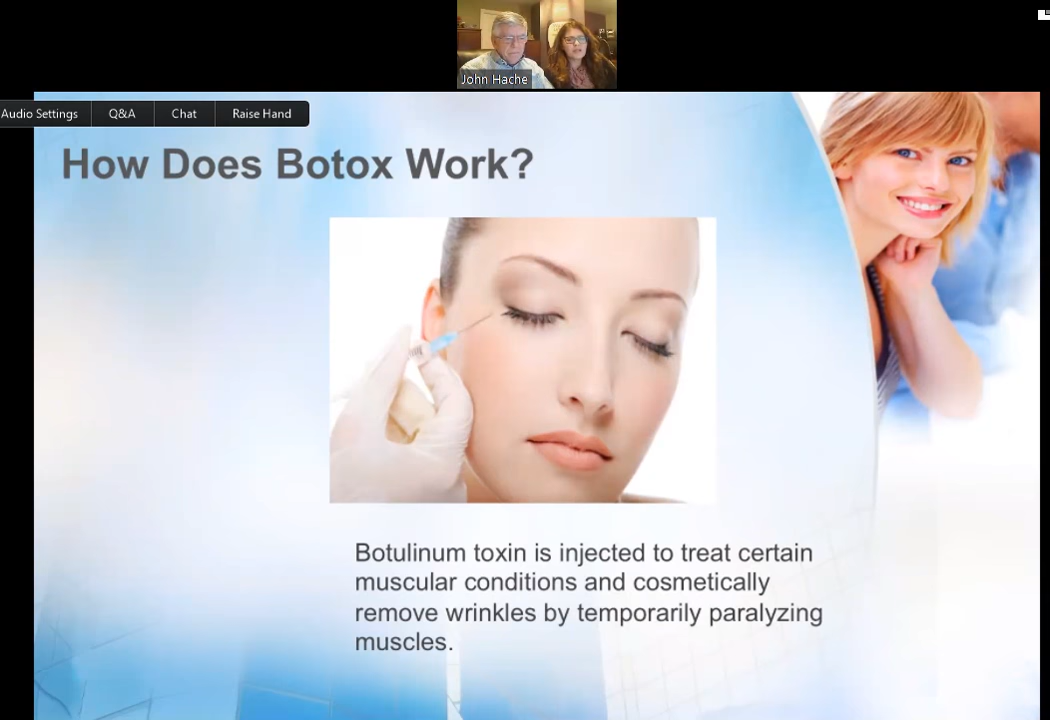 John Hache
Audio Settings
Q&A
Chat
Raise Hand
How Does Botox Work?
Botulinum toxin is injected to treat certain
muscular conditions and cosmetically
remove wrinkles by temporarily paralyzing
muscles.